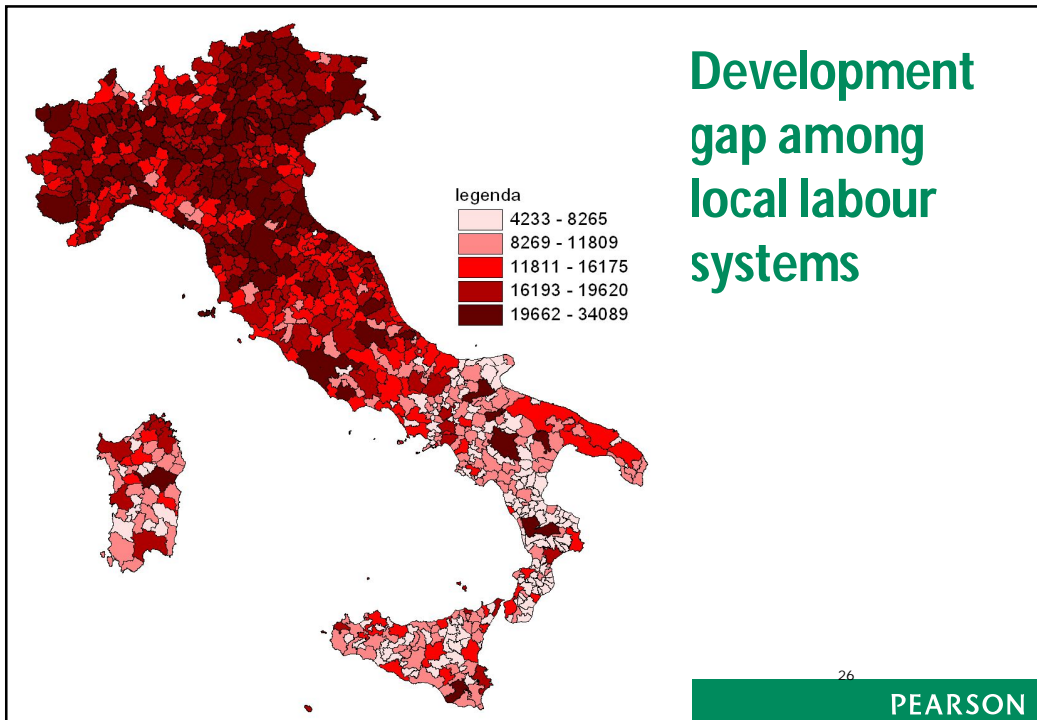 Development
gap among
local labour
systems
legenda
4233 - 8265
8269 - 11809
11811 - 16175
16193 - 19620
19662 - 34089
26
PEARSON